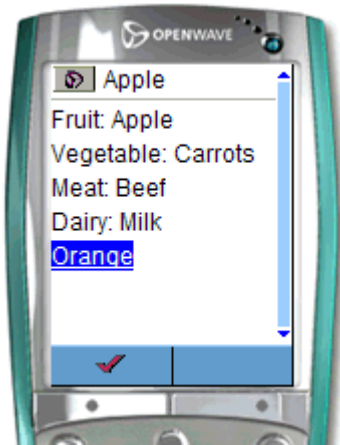 OPENWAVE
Apple
Fruit: Apple
Vegetable: Carrots
Meat: Beef
Dairy: Milk
Orange